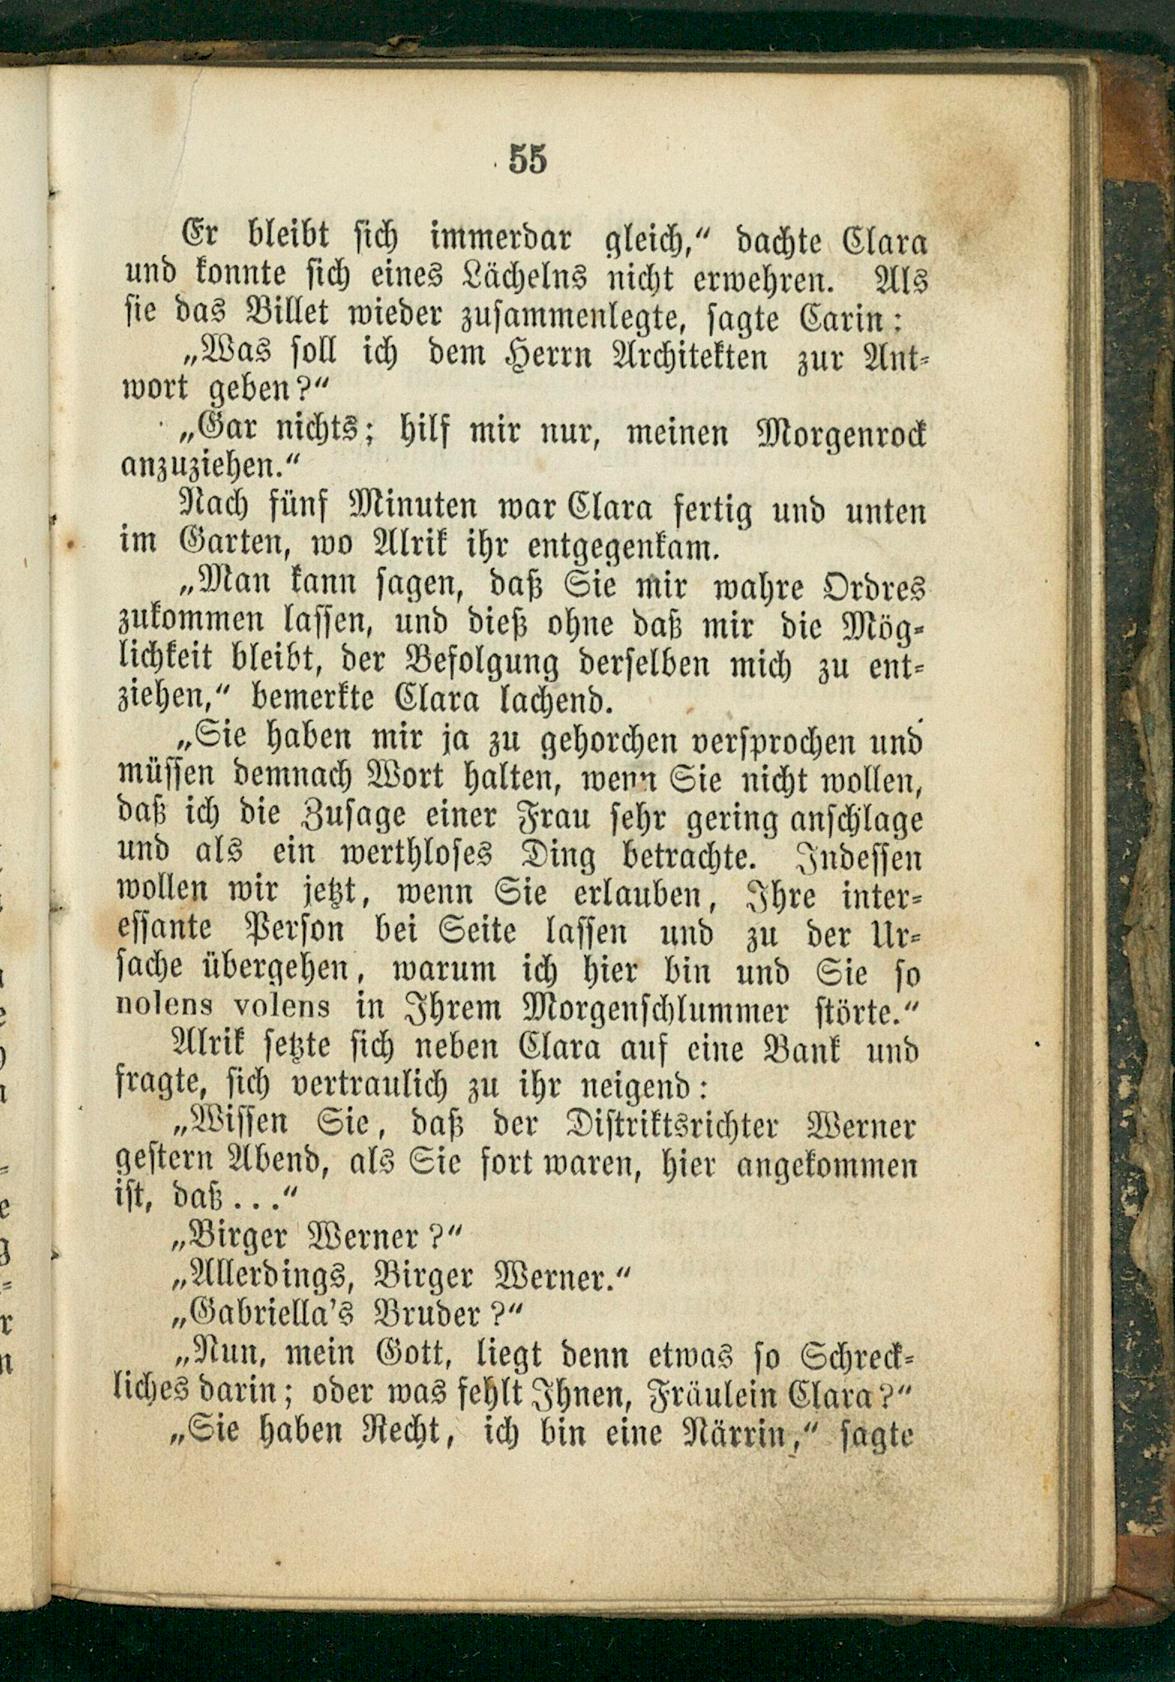 55
Er bleibt sich immerdar gleich,“ dachte Clara
und konnte sich eines Lächelns nicht erwehren. Als
sie das Billet wieder zusammenlegte, sagte Carin:
„Was soll ich dem Herrn Architekten zur Ant-
wort geben?“
„Gar nichts; hilf mir nur, meinen Morgenrock
anzuziehen.“
Nach fünf Minuten war Clara fertig und unten
im Garten, wo Alrik ihr entgegenkam.
„Man kann sagen, daß Sie mir wahre Ordres
zukommen lassen, und dieß ohne daß mir die Mög-
lichkeit bleibt, der Befolgung derselben mich zu ent-
ziehen,“ bemerkte Clara lachend.
„Sie haben mir ja zu gehorchen versprochen und
müssen demnach Wort halten, wenn Sie nicht wollen,
daß ich die Zusage einer Frau sehr gering anschlage
und als ein werthloses Ding betrachte. Indessen
wollen wir jetzt, wenn Sie erlauben, Ihre inter-
essante Person bei Seite lassen und zu der Ur-
sache übergehen, warum ich hier bin und Sie so
nolens volens in Ihrem Morgenschlummer störte.“
Alrik setzte sich neben Clara auf eine Bank und
fragte, sich vertraulich zu ihr neigend:
„Wissen Sie, daß der Distriktsrichter Werner
gestern Abend, als Sie fort waren, hier angekommen
ist, daß...“
„Birger Werner?“
„Allerdings, Birger Werner.“
„Gabriella's Bruder?“
„Nun, mein Gott, liegt denn etwas so Schreck-
liches darin; oder was fehlt Ihnen, Fräulein Clara?“
„Sie haben Recht, ich bin eine Närrin,“ sagte